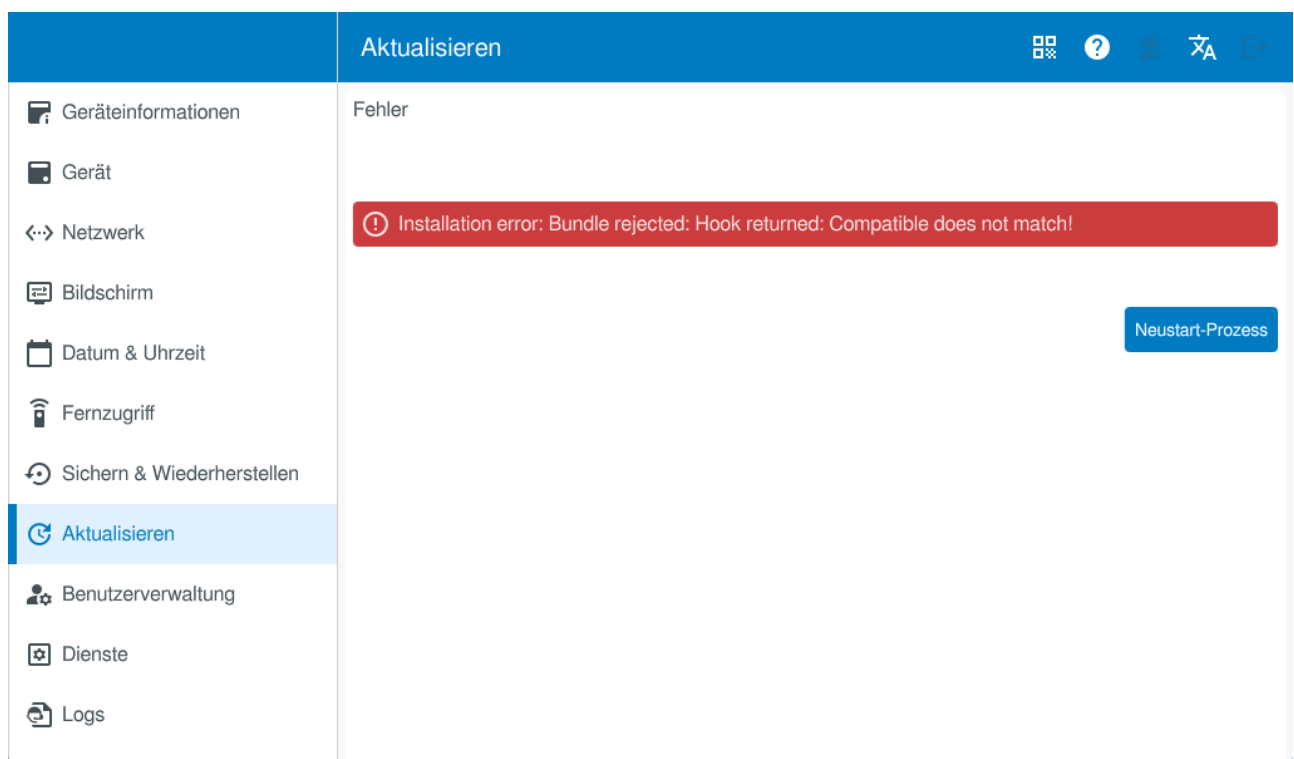 Aktualisieren
Geräteinformationen
Gerät
Netzwerk
Bildschirm
Datum & Uhrzeit
Fernzugriff
Sichern & Wiederherstellen
Aktualisieren
Benutzerverwaltung
Dienste
Logs
Fehler
Installation error: Bundle rejected: Hook returned: Compatible does not match!
Neustart-Prozess